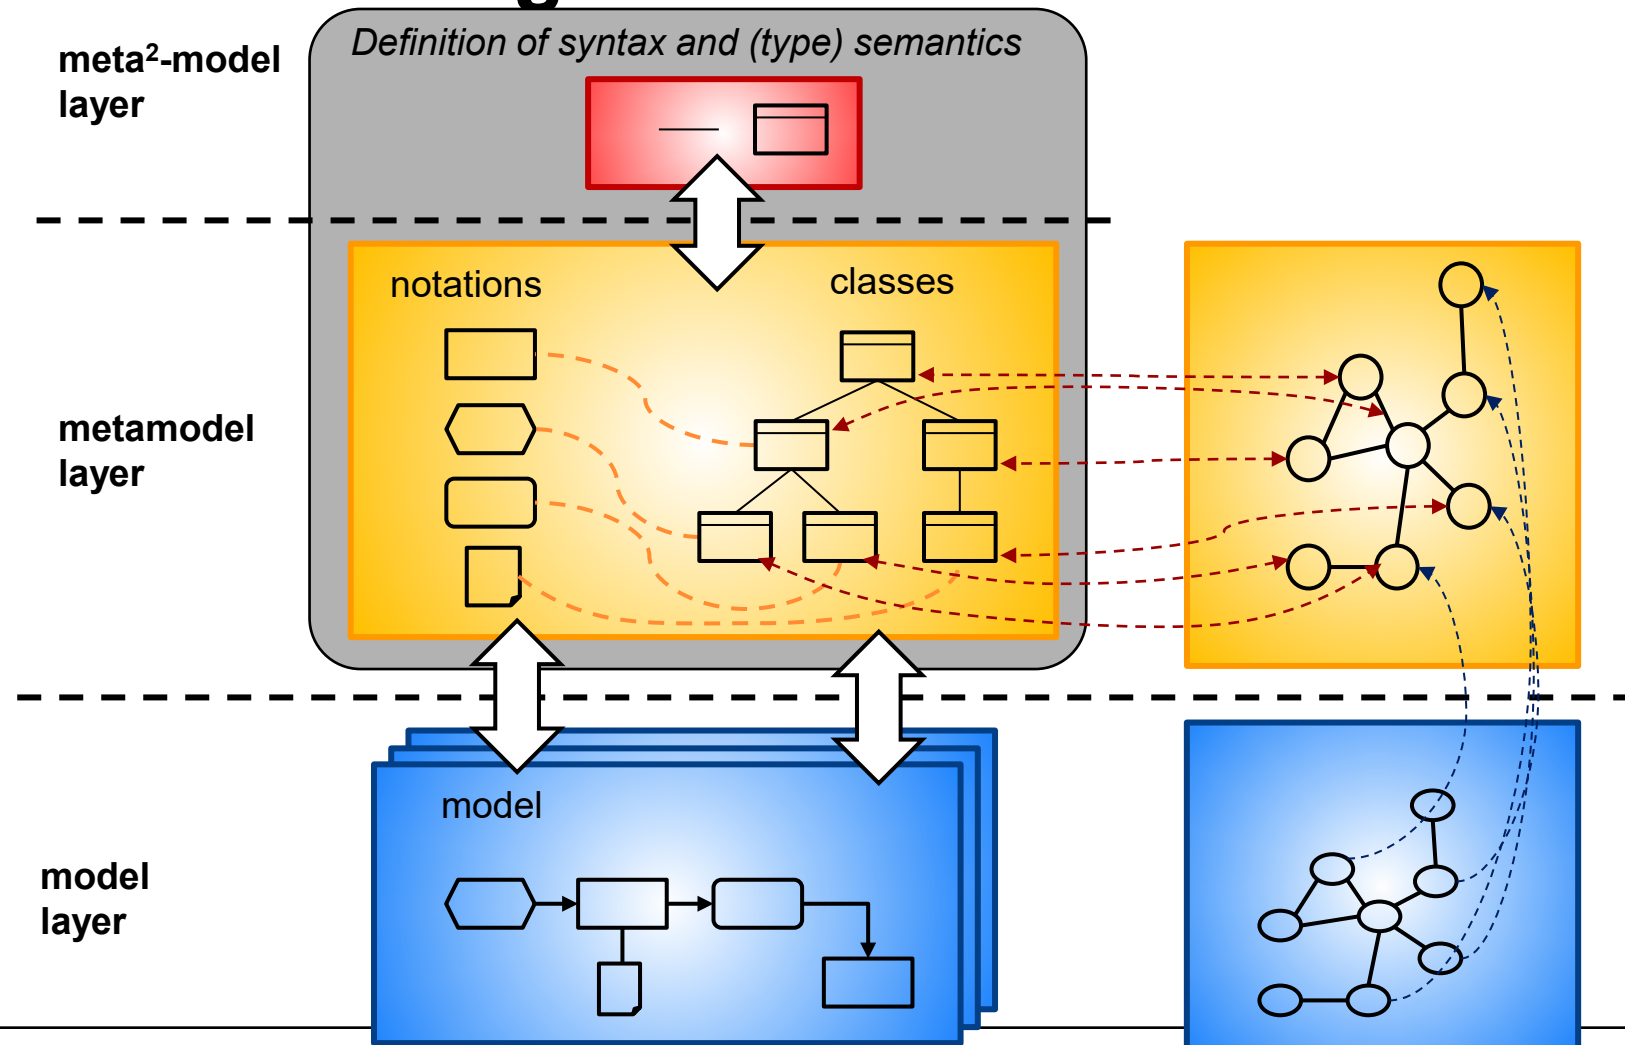 g
Definition of syntax and (type) semantics
meta²-model
layer
notations
classes
metamodel
layer
model
model
layer